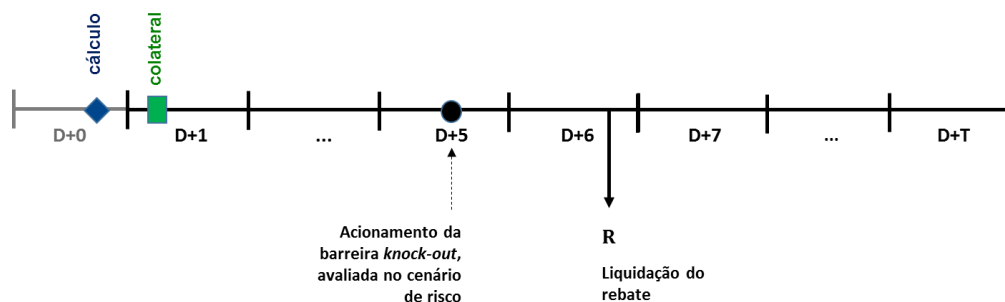 cálculo
colateral
D+0
D+1
...
D+5
D+6
D+7
...
D+T
Acionamento da
barreira knock-out,
avaliada no cenário
de risco
R
Liquidação do
rebate